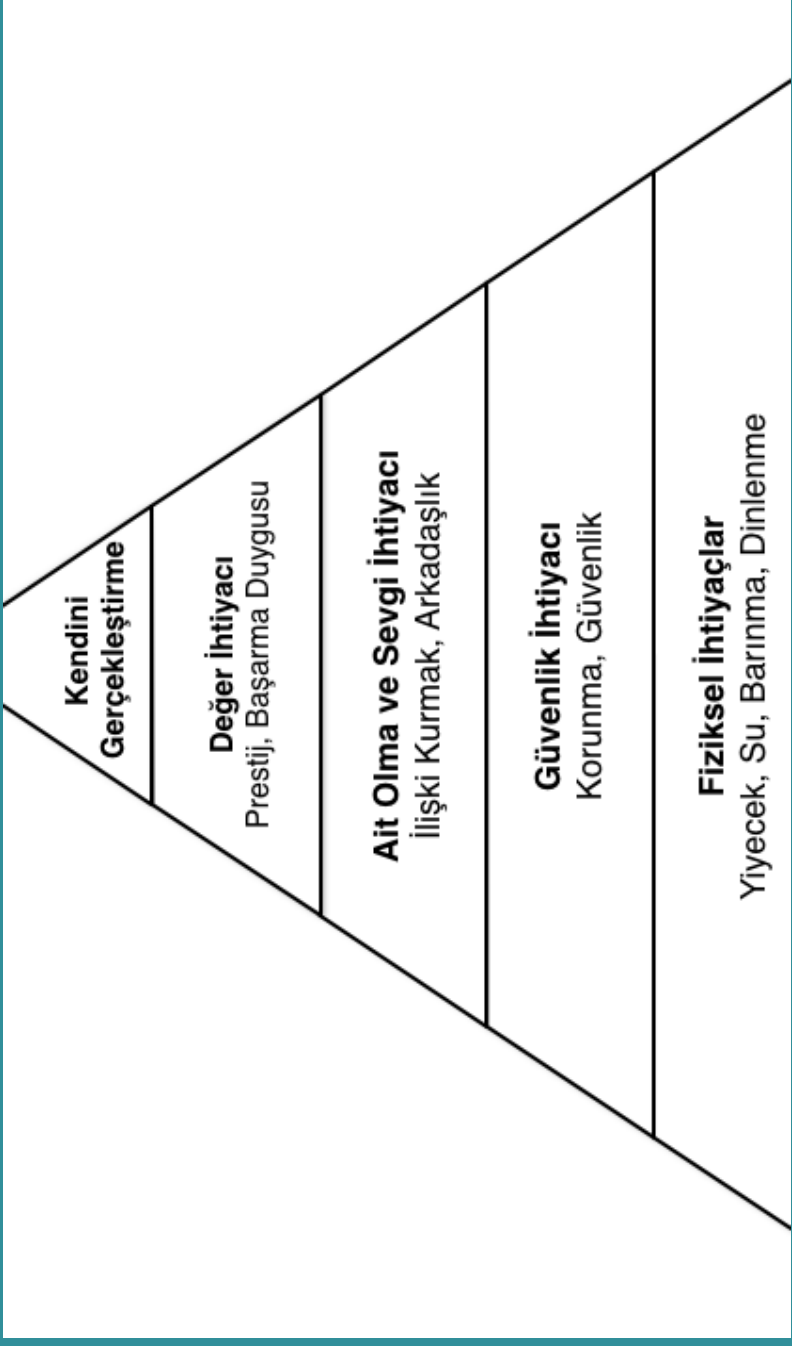 Kendini
Gerçekleştirme
Değer İhtiyacı
Prestij, Başarma Duygusu
Ait Olma ve Sevgi İhtiyacı
İlişki Kurmak, Arkadaşlık
Güvenlik İhtiyacı
Korunma, Güvenlik
Fiziksel İhtiyaçlar
Yiyecek, Su, Barınma, Dinlenme